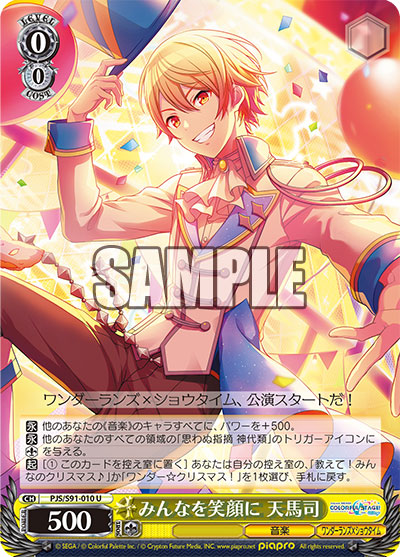 LEVEL
0
0
COST
SAMPLE
ワンダーランズ×ショウタイム、公演スタートだ！
永 他のあなたの《音楽》のキャラすべてに、パワーを+500。
永 他のあなたのすべての領域の「思わぬ指摘 神代類」のトリガーアイコンに
を与える。
起［① このカードを控え室に置く］ あなたは自分の控え室の、「教えて！みん
なのクリスマス♪」か「ワンダー☆クリスマス！」を1枚選び、手札に戻す。
CH PJS/S91-010 U
POWER
500
みんなを笑顔に 天馬司
音楽
ワンダーランズ×ショウタイム
COLORFUL STAGE!
© SEGA / © Colorful Palette Inc. / © Crypton Future Media, INC. www.piapro.net piapro All rights reserved.